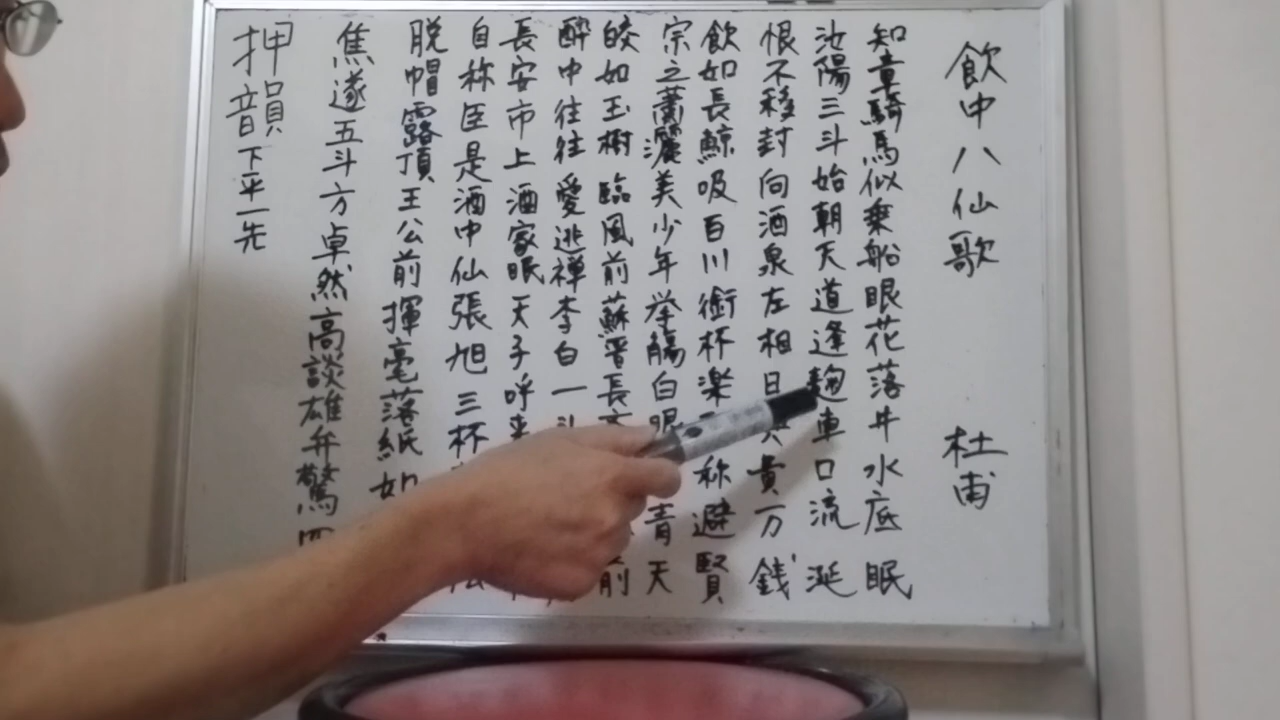 飲中八仙歌 杜甫
知章騎馬似乗船眼花落井水底眠
汝陽三斗始朝天道逢麹車口流涎
恨不移封向酒泉左相日費万銭
飲如長鯨吸百川銜杯楽称避賢
宗之蕭灑美少年挙觴白眼青天
皎如玉樹臨風前蘇晋長前
酔中往往愛逃禅李白一斗
長安市上酒家眠天子呼来
自称臣是酒中仙張旭三杯
脱帽露頂王公前揮毫落紙如
焦遂五斗方卓然高談雄弁驚四
押韻下平一先